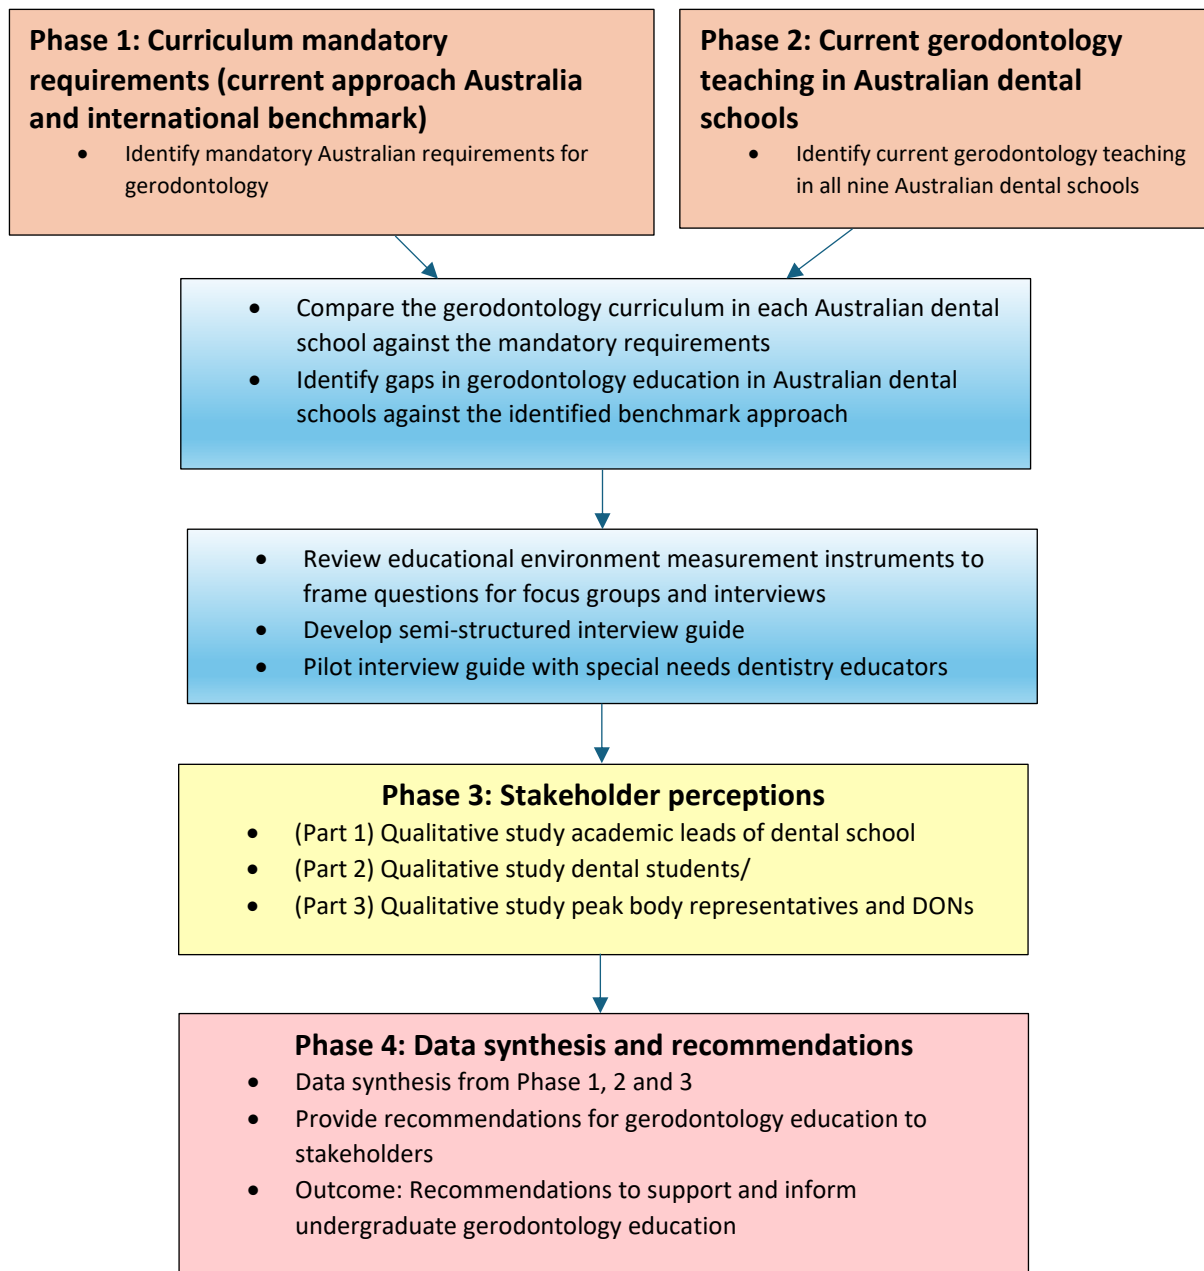 Phase 1: Curriculum mandatory
requirements (current approach Australia
and international benchmark)
• Identify mandatory Australian requirements for
gerodontology
Phase 2: Current gerodontology
teaching in Australian dental
schools
• Identify current gerodontology teaching
in all nine Australian dental schools
• Compare the gerodontology curriculum in each Australian dental
school against the mandatory requirements
• Identify gaps in gerodontology education in Australian dental
schools against the identified benchmark approach
• Review educational environment measurement instruments to
frame questions for focus groups and interviews
• Develop semi-structured interview guide
• Pilot interview guide with special needs dentistry educators
Phase 3: Stakeholder perceptions
• (Part 1) Qualitative study academic leads of dental school
• (Part 2) Qualitative study dental students/
• (Part 3) Qualitative study peak body representatives and DONs
Phase 4: Data synthesis and recommendations
• Data synthesis from Phase 1, 2 and 3
• Provide recommendations for gerodontology education to
stakeholders
• Outcome: Recommendations to support and inform
undergraduate gerodontology education